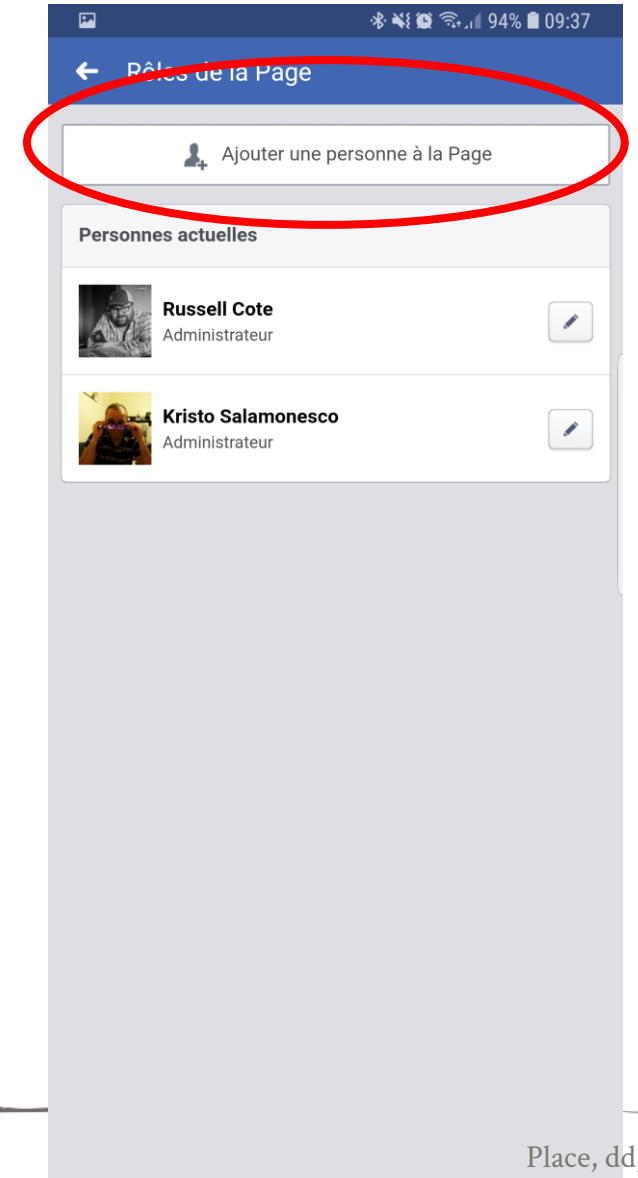 94% 09:37
Rôles de la Page
Ajouter une personne à la Page
Personnes actuelles
Russell Cote
Administrateur
Kristo Salamonesco
Administrateur
Place, dd